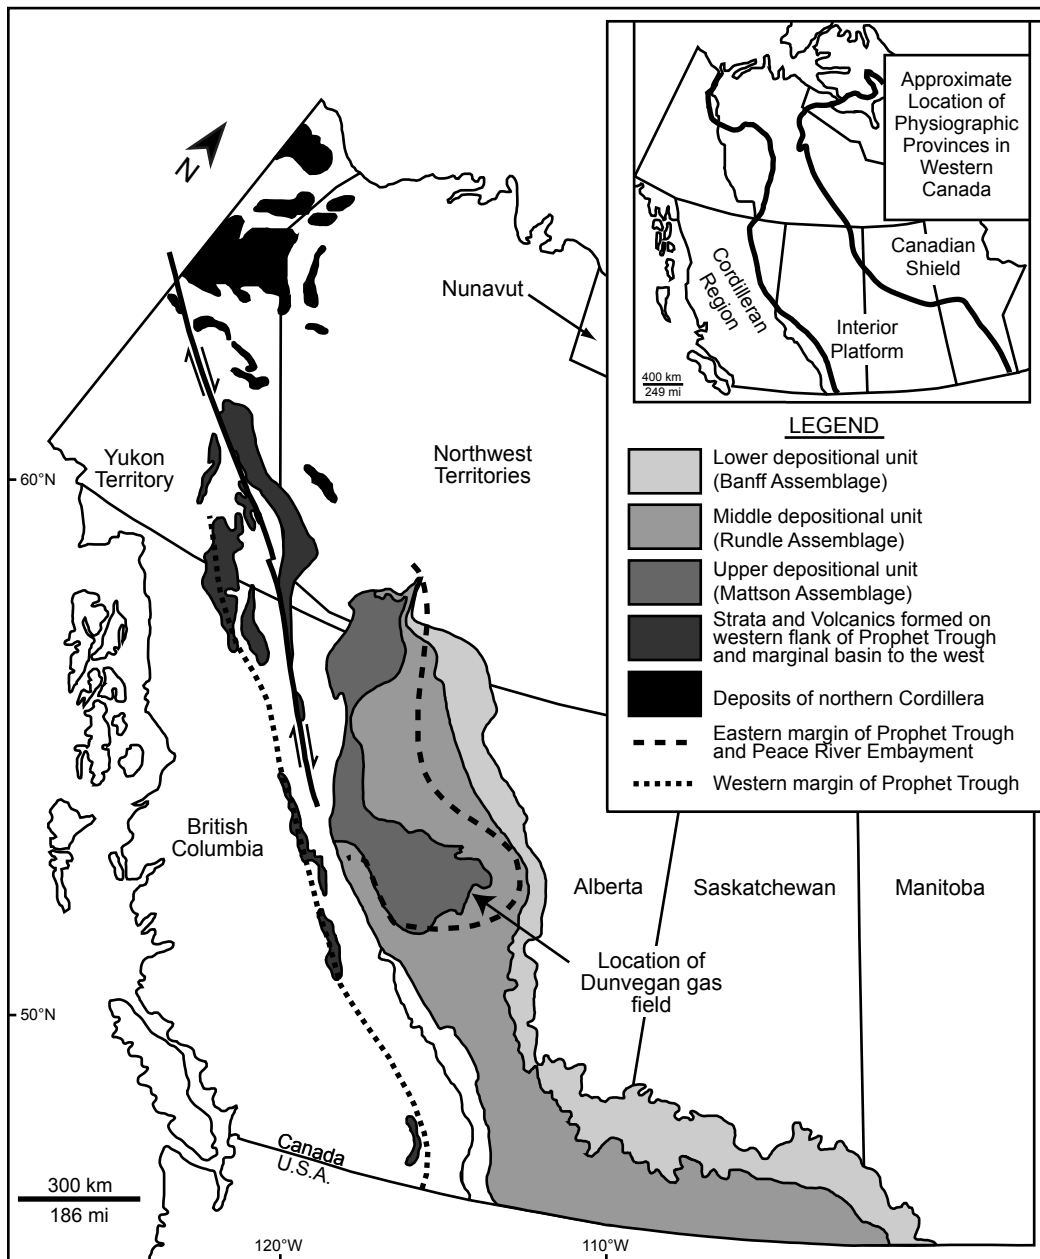 Approximate
Location of
Physiographic
Provinces in
Western
Canada
Canadian
Shield
Cordilleran
Region
Interior
Platform
400 km
249 mi
N
Nunavut
LEGEND
Lower depositional unit
(Banff Assemblage)
Middle depositional unit
(Rundle Assemblage)
Upper depositional unit
(Mattson Assemblage)
Strata and Volcanics formed on
western flank of Prophet Trough
and marginal basin to the west
Deposits of northern Cordillera
Eastern margin of Prophet Trough
and Peace River Embayment
Western margin of Prophet Trough
Yukon
Territory
Northwest
Territories
60°N
British
Columbia
Alberta
Saskatchewan
Manitoba
Location of
Dunvegan gas
field
50°N
Canada
U.S.A.
300 km
186 mi
120°W
110°W